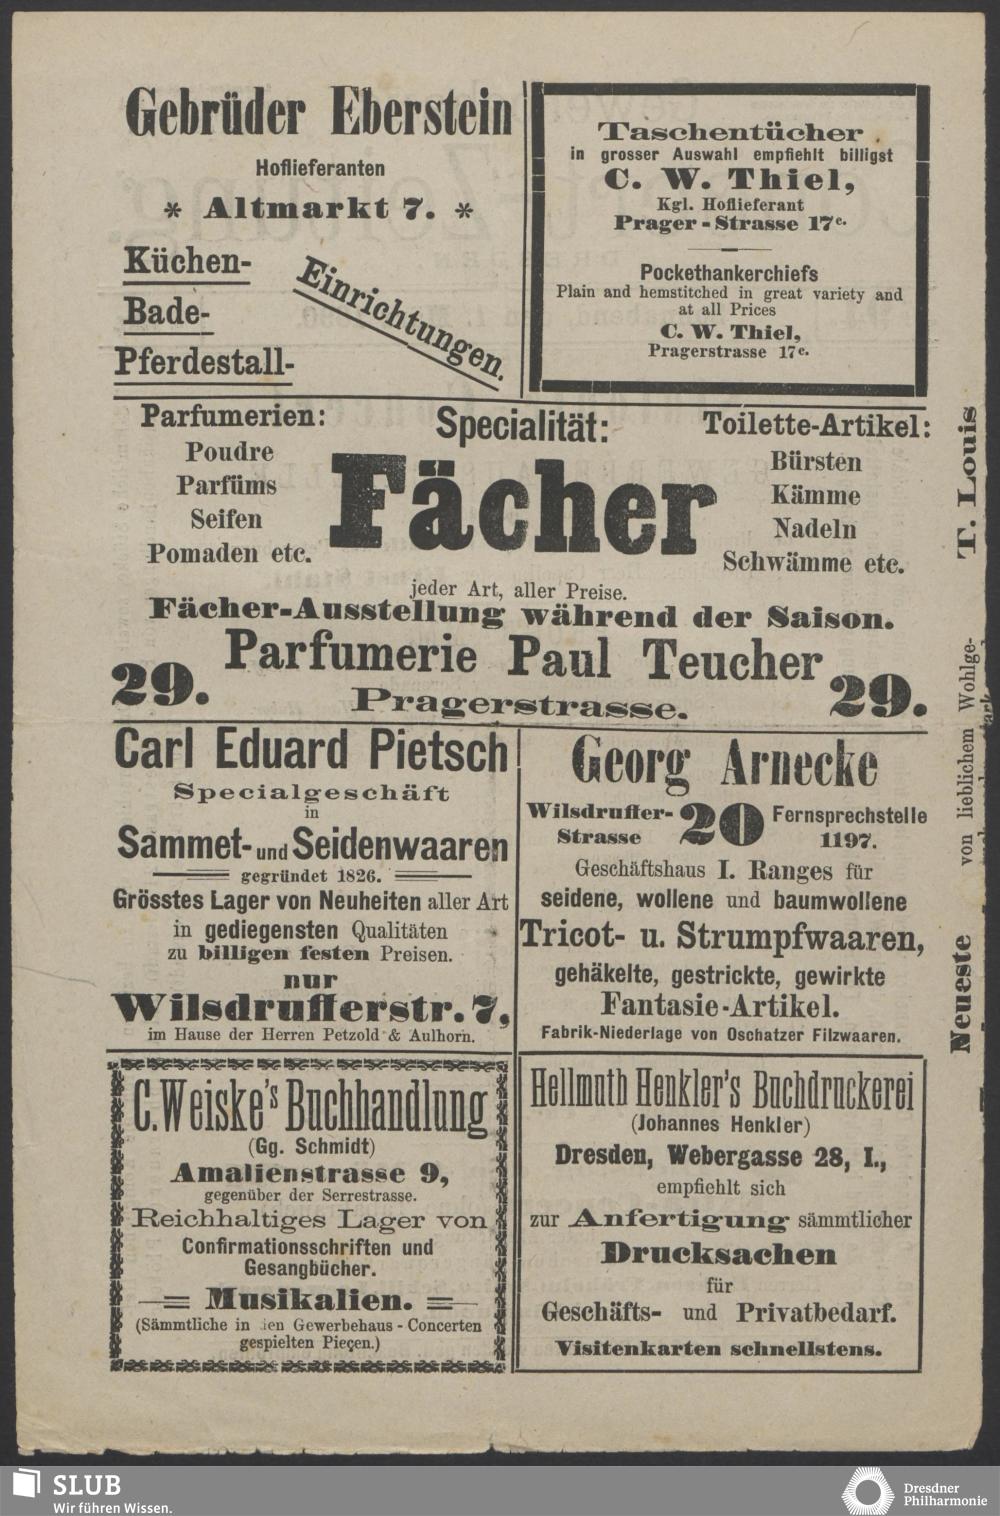 Gebrüder Eberstein
Hoflieferanten
* Altmarkt 7. *
Küchen-
Bade-
Pferdestall-
Einrichtungen.
Taschentücher
in grosser Auswahl empfiehlt billigst
C. W. Thiel,
Kgl. Hoflieferant
Prager-Strasse 17c.
Pockethankerchiefs
Plain and hemstitched in great variety and
at all Prices
C. W. Thiel,
Pragerstrasse 17c.
Parfumerien:
Poudre
Parfüms
Seifen
Pomaden etc.
Specialität:
Fächer
Toilette-Artikel:
Bürsten
Kämme
Nadeln
Schwämme etc.
jeder Art, aller Preise.
Fächer-Ausstellung während der Saison.
29. Parfumerie Paul Teucher 29.
Pragerstrasse.
Carl Eduard Pietsch
Specialgeschäft
in
Sammet- und Seidenwaaren
gegründet 1826.
Grösstes Lager von Neuheiten aller Art
in gediegensten Qualitäten
zu billigen festen Preisen.
nur
Wilsdrufferstr. 7,
im Hause der Herren Petzold & Aulhorn.
Georg Arnecke
Wilsdruffer-Strasse 20 Fernsprechstelle 1197.
Geschäftshaus I. Ranges für
seidene, wollene und baumwollene
Tricot- u. Strumpfwaaren,
gehäkelte, gestrickte, gewirkte
Fantasie-Artikel.
Fabrik-Niederlage von Oschatzer Filzwaaren.
C. Weiske's Buchhandlung
(Gg. Schmidt)
Amalienstrasse 9,
gegenüber der Serrestrasse.
Reichhaltiges Lager von
Confirmationsschriften und
Gesangbücher.
Musikalien.
(Sämmtliche in den Gewerbehaus-Concerten
gespielten Pieçen.)
Hellmuth Henkler's Buchdruckerei
(Johannes Henkler)
Dresden, Webergasse 28, I.,
empfiehlt sich
zur Anfertigung sämmtlicher
Drucksachen
für
Geschäfts- und Privatbedarf.
Visitenkarten schnellstens.
T. Louis
von lieblichem Wohlge-
Neueste
SLUB
Wir führen Wissen.
Dresdner
Philharmonie